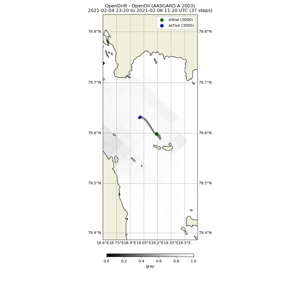 OpenDrift - OpenOil (AASGARD A 2003)
2021-02-04 23:20 to 2021-02-06 11:20 UTC (37 steps)
initial (3000)
active (3000)
79.8°N
79.8°N
79.7°N
79.7°N
79.6°N
79.6°N
79.5°N
79.5°N
79.4°N
79.4°N
18.6°E 18.75°E 18.9°E 19.05°E 19.2°E 19.35°E 19.5°E
0.0 0.2 0.4 0.6 0.8 1.0
gray